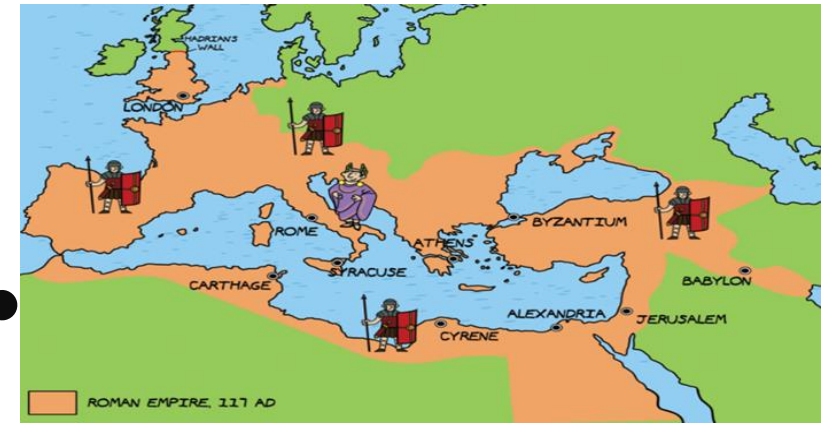 HADRIAN'S
WALL
LONDON
ROME
BYZANTIUM
ATHENS
SYRACUSE
CARTHAGE
BABYLON
ALEXANDRIA
JERUSALEM
CYRENE
ROMAN EMPIRE, 117 AD